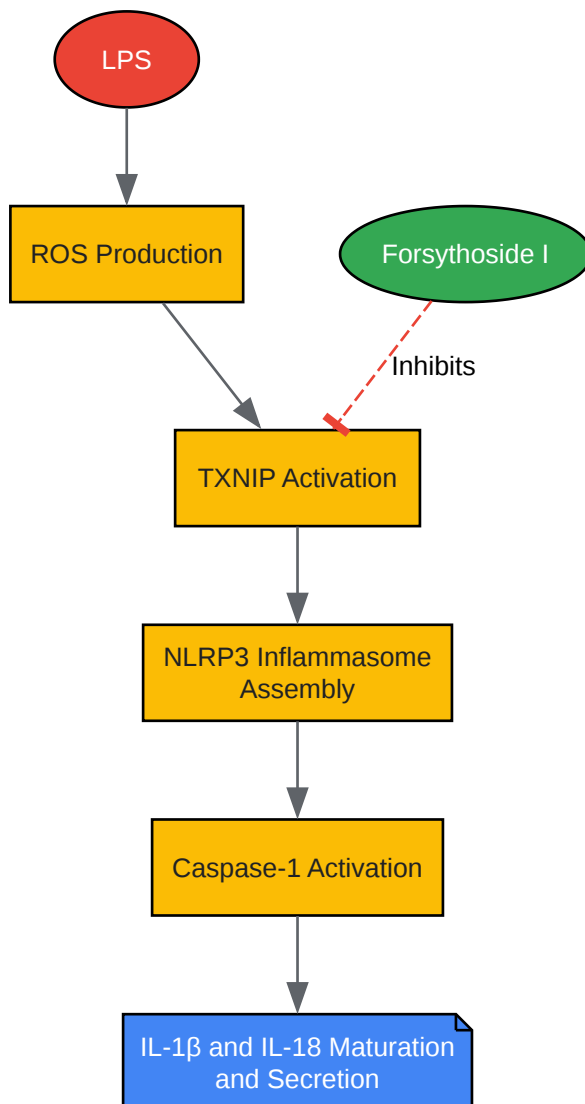 LPS
ROS Production
Forsythoside I
Inhibits
TXNIP Activation
NLRP3 Inflammasome
Assembly
Caspase-1 Activation
IL-1β and IL-18 Maturation
and Secretion